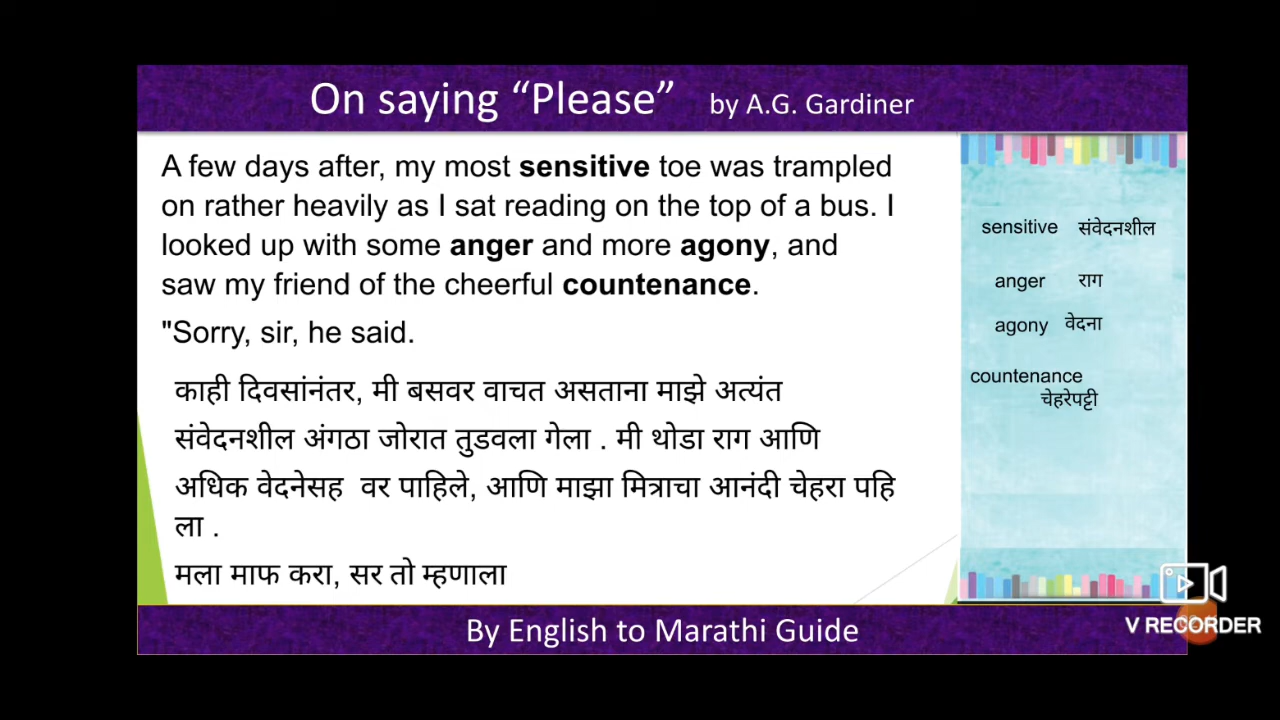 On saying “Please” by A.G. Gardiner
A few days after, my most sensitive toe was trampled
on rather heavily as I sat reading on the top of a bus. I
looked up with some anger and more agony, and
saw my friend of the cheerful countenance.
"Sorry, sir, he said.
काही दिवसांनंतर, मी बसवर वाचत असताना माझे अत्यंत
संवेदनशील अंगठा जोरात तुडवला गेला . मी थोडा राग आणि
अधिक वेदनेसह वर पाहिले, आणि माझा मित्राचा आनंदी चेहरा पहि
ला .
मला माफ करा, सर तो म्हणाला
sensitive संवेदनशील
anger राग
agony वेदना
countenance
चेहरेपट्टी
By English to Marathi Guide
V RECORDER